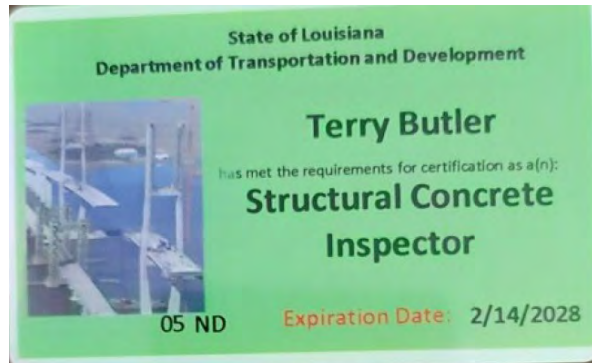 State of Louisiana
Department of Transportation and Development
Terry Butler
has met the requirements for certification as a(n):
Structural Concrete
Inspector
05 ND
Expiration Date: 2/14/2028